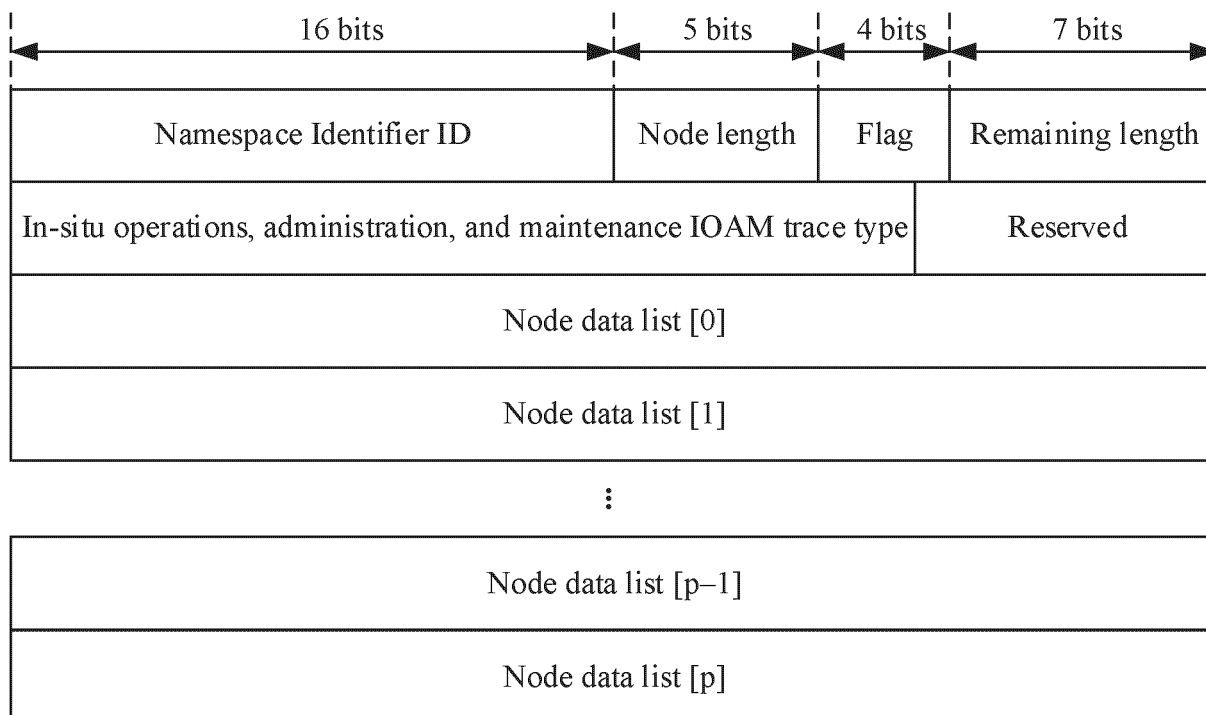 16 bits 5 bits 4 bits 7 bits
Namespace Identifier ID Node length Flag Remaining length
In-situ operations, administration, and maintenance IOAM trace type Reserved
Node data list [0]
Node data list [1]
⋮
Node data list [p–1]
Node data list [p]